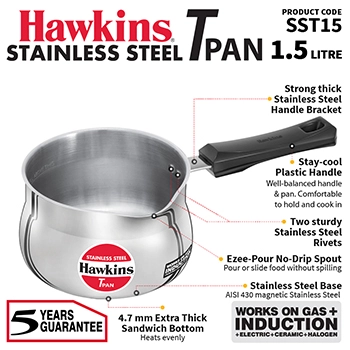 Hawkins
PRODUCT CODE
SST15
STAINLESS STEEL TPAN 1.5 LITRE
Strong thick
Stainless Steel
Handle Bracket
Stay-cool
Plastic Handle
Well-balanced handle
& pan. Comfortable
to hold and cook in
Two sturdy
Stainless Steel
Rivets
Ezee-Pour No-Drip Spout
Pour or slide food without spilling
STAINLESS STEEL
Hawkins
TPAN
Stainless Steel Base
AISI 430 magnetic Stainless Steel
5 YEARS
GUARANTEE
4.7 mm Extra Thick
Sandwich Bottom
Heats evenly
WORKS ON GAS +
INDUCTION
+ELECTRIC+CERAMIC+HALOGEN